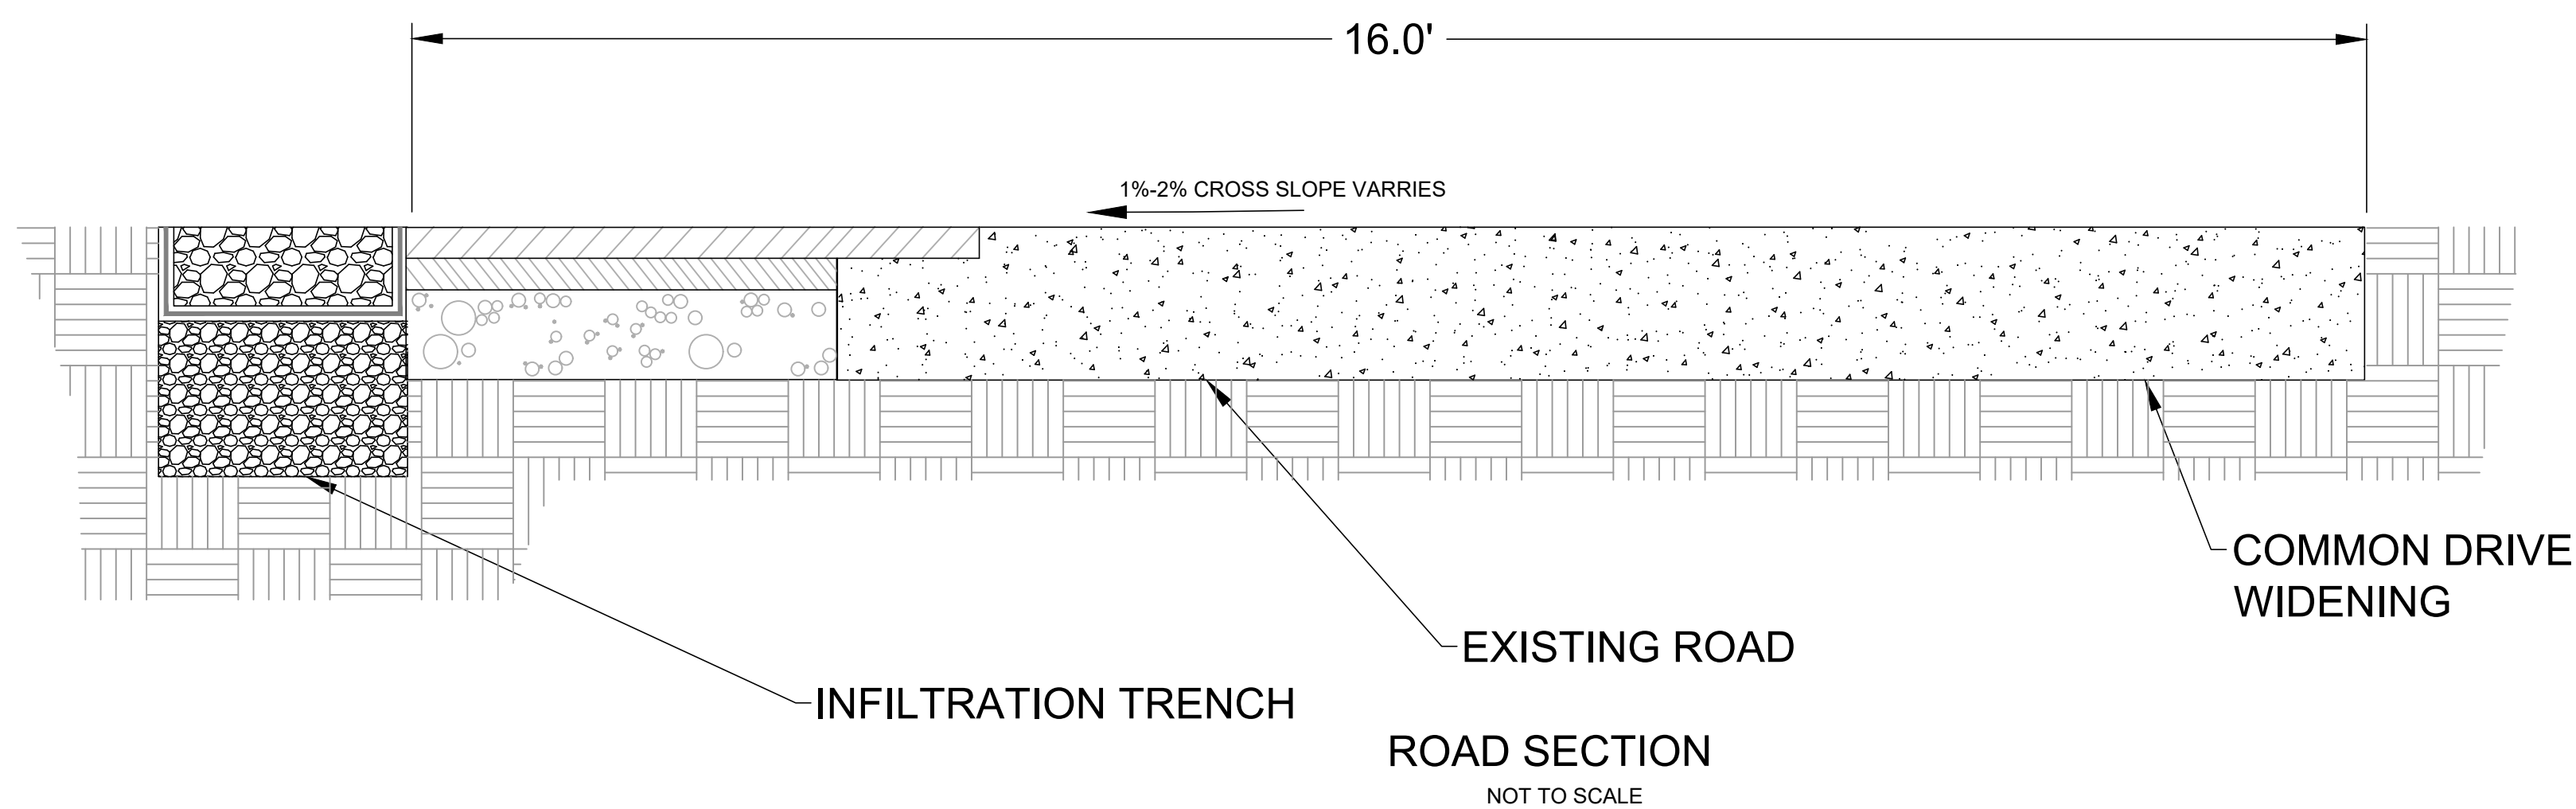 16.0'
1%-2% CROSS SLOPE VARRIES
COMMON DRIVE
WIDENING
EXISTING ROAD
INFILTRATION TRENCH
ROAD SECTION
NOT TO SCALE